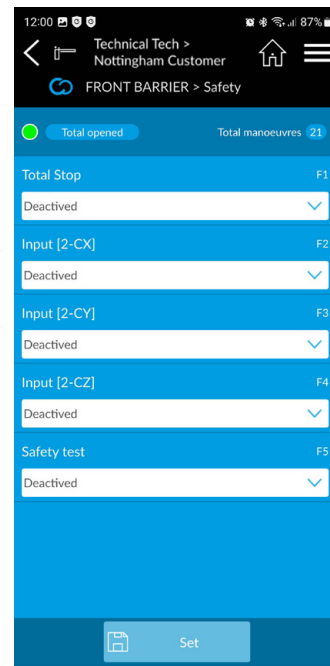 12:00 87%
Technical Tech >
Nottingham Customer
FRONT BARRIER > Safety
Total opened Total manoeuvres 21
Total Stop F1
Deactived
Input [2-CX] F2
Deactived
Input [2-CY] F3
Deactived
Input [2-CZ] F4
Deactived
Safety test F5
Deactived
Set